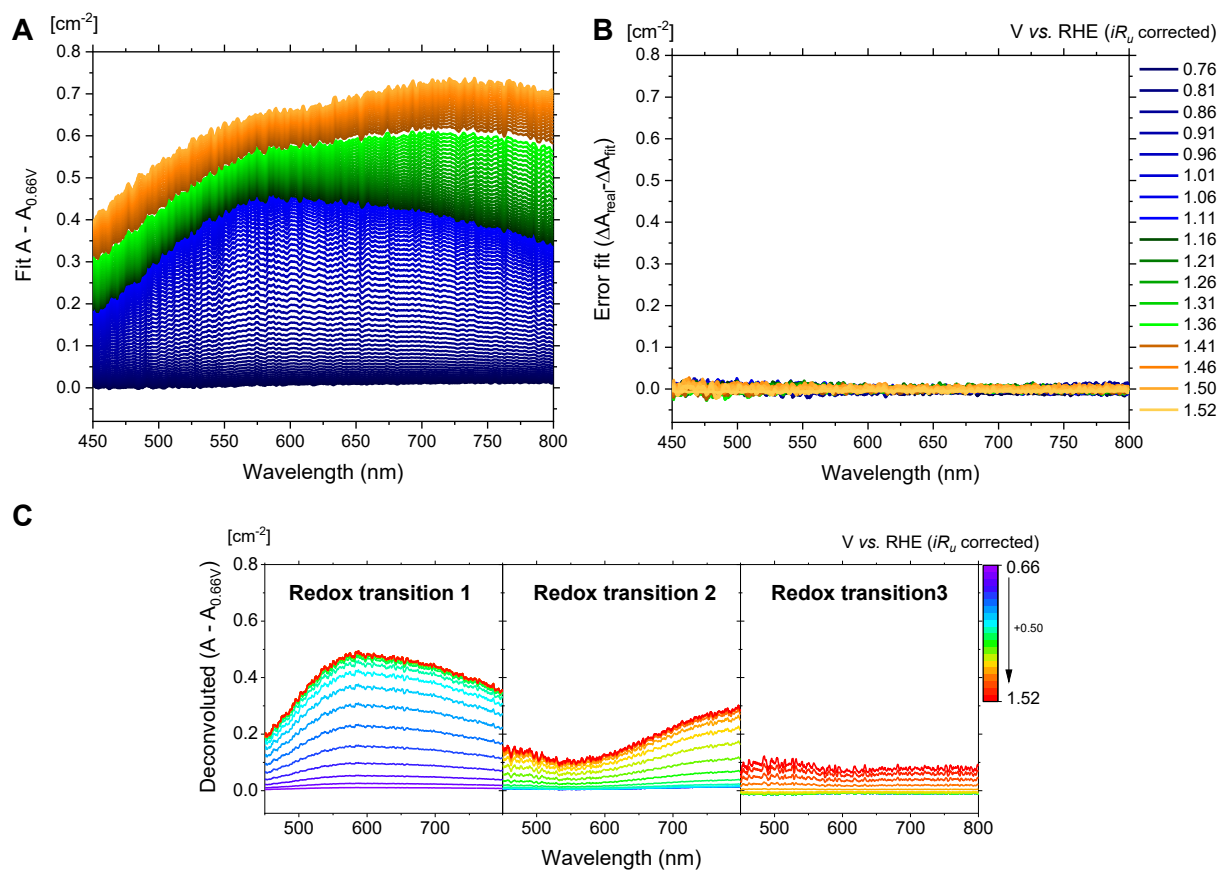 A
[cm-2]
Fit A - A0.66V
0.8
0.7
0.6
0.5
0.4
0.3
0.2
0.1
0.0
450 500 550 600 650 700 750 800
Wavelength (nm)
B
[cm-2]
V vs. RHE (iRu corrected)
Error fit (ΔAreal-ΔAfit)
0.8
0.7
0.6
0.5
0.4
0.3
0.2
0.1
0.0
450 500 550 600 650 700 750 800
Wavelength (nm)
0.76
0.81
0.86
0.91
0.96
1.01
1.06
1.11
1.16
1.21
1.26
1.31
1.36
1.41
1.46
1.50
1.52
C
[cm-2]
V vs. RHE (iRu corrected)
Deconvoluted (A - A0.66V)
0.8
0.6
0.4
0.2
0.0
Redox transition 1
Redox transition 2
Redox transition3
0.66
+0.50
1.52
500 600 700 500 600 700 500 600 700 800
Wavelength (nm)